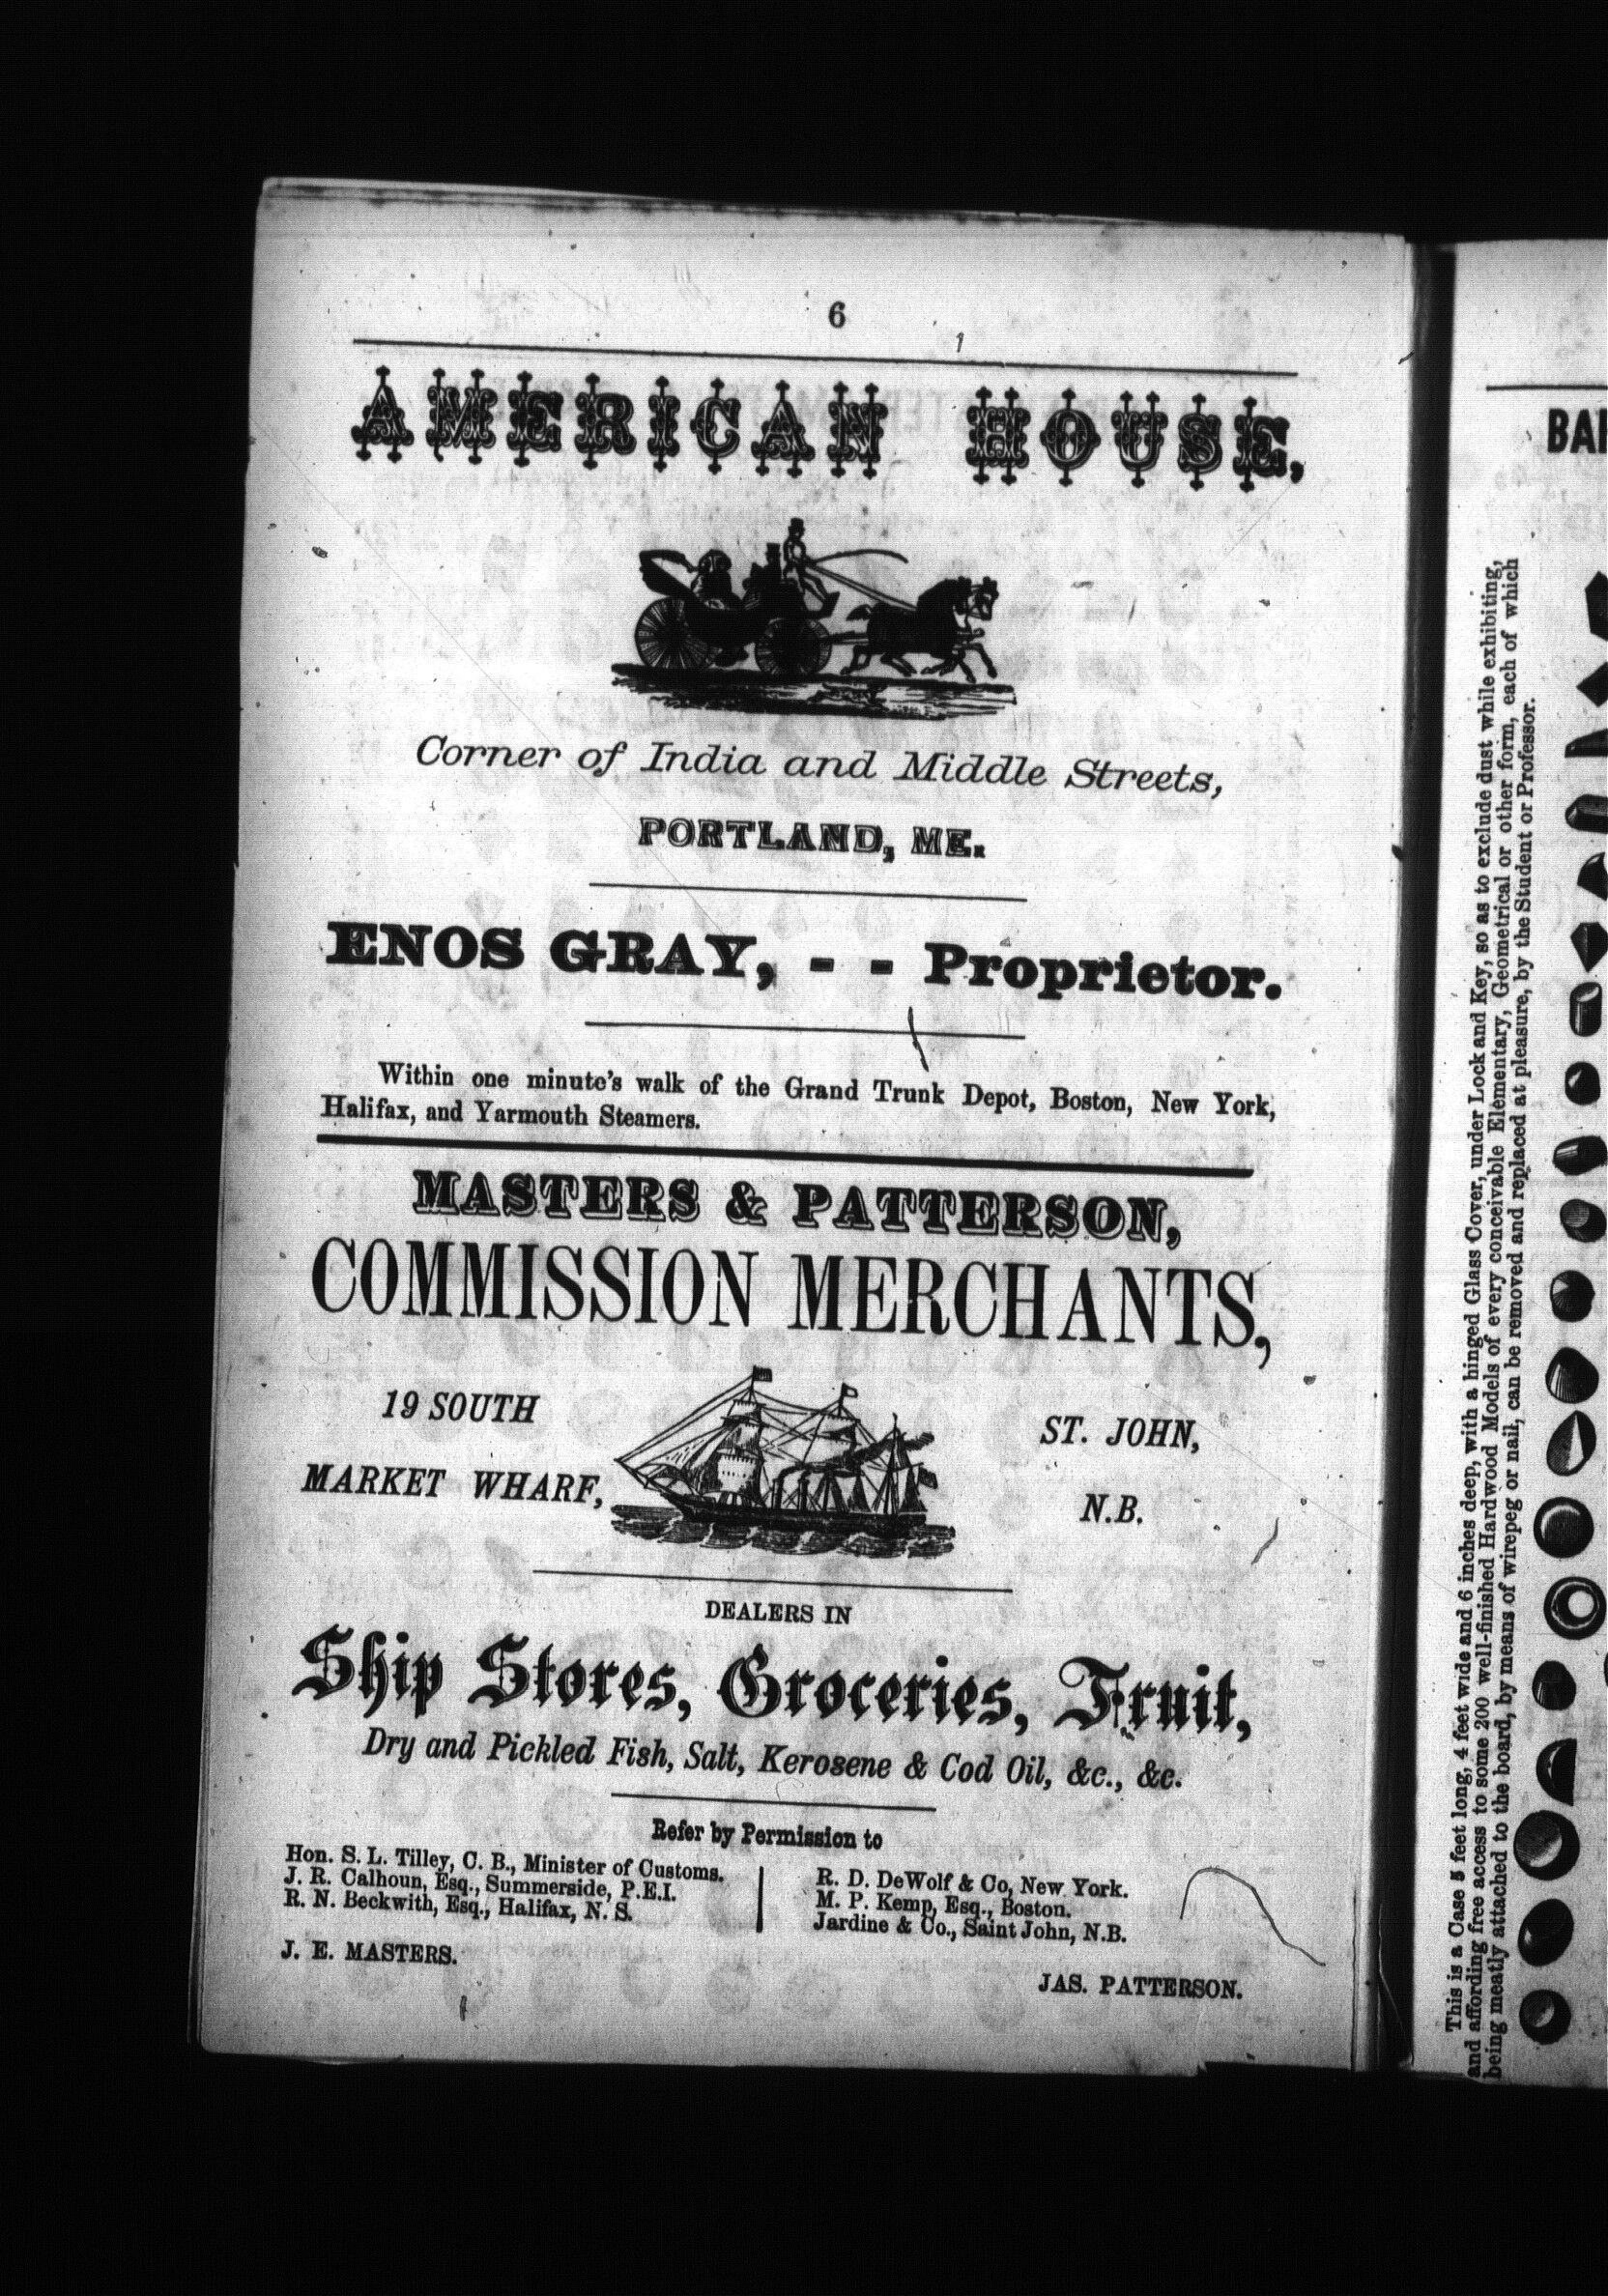 6
AMERICAN HOUSE,
Corner of India and Middle Streets,
PORTLAND, ME.
ENOS GRAY, - - Proprietor.
Within one minute's walk of the Grand Trunk Depot, Boston, New York,
Halifax, and Yarmouth Steamers.
MASTERS & PATTERSON,
COMMISSION MERCHANTS,
19 SOUTH
MARKET WHARF,
ST. JOHN,
N.B.
DEALERS IN
Ship Stores, Groceries, Fruit,
Dry and Pickled Fish, Salt, Kerosene & Cod Oil, &c., &c.
Refer by Permission to
Hon. S. L. Tilley, C. B., Minister of Customs.
J. R. Calhoun, Esq., Summerside, P.E.I.
R. N. Beckwith, Esq., Halifax, N. S.
R. D. DeWolf & Co, New York.
M. P. Kemp, Esq., Boston.
Jardine & Co., Saint John, N.B.
J. E. MASTERS.
JAS. PATTERSON.
BAR
This is a Case 5 feet long, 4 feet wide and 6 inches deep, with a hinged Glass Cover, under Lock and Key, so as to exclude dust while exhibiting,
and affording free access to some 200 well-finished Hardwood Models of every conceivable Elementary, Geometrical or other form, each of which
being meatly attached to the board, by means of wirepeg or nail, can be removed and replaced at pleasure, by the Student or Professor.